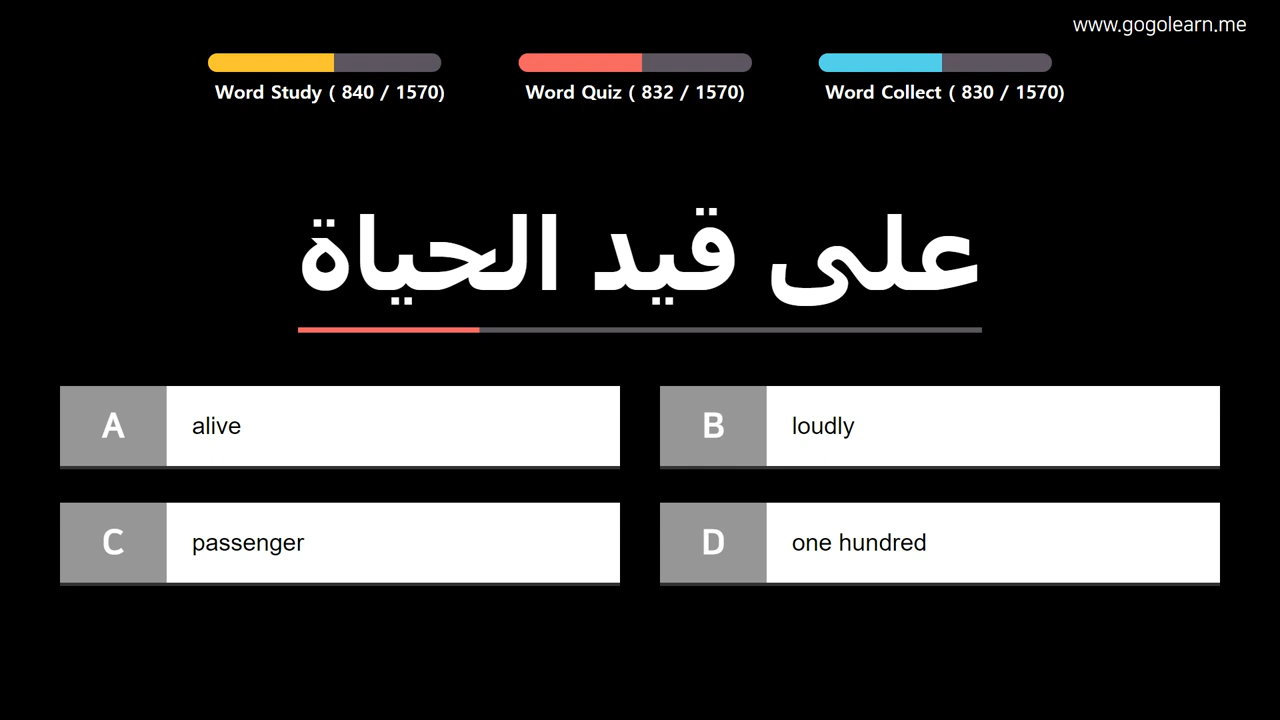 www.gogolearn.me
Word Study ( 840 / 1570)
Word Quiz ( 832 / 1570)
Word Collect ( 830 / 1570)
على قيد الحياة
A alive
B loudly
C passenger
D one hundred